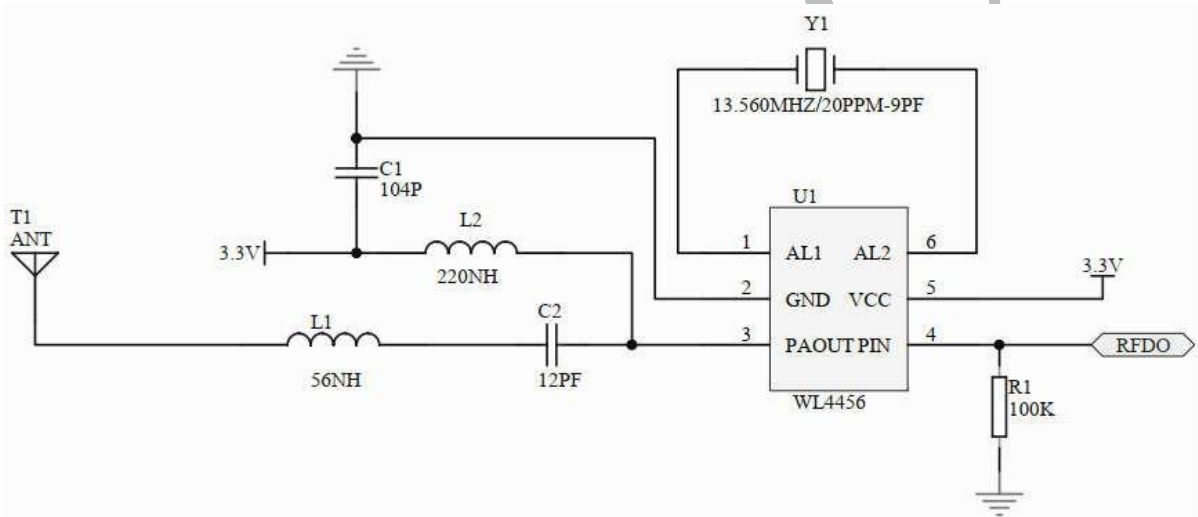 Y1
13.560MHZ/20PPM-9PF
C1
104P
U1
T1
ANT
L2
1
AL1
AL2
6
3.3V
3.3V
220NH
2
GND
VCC
5
L1
C2
3
PAOUT
PIN
4
RFDO
56NH
12PF
R1
100K
WL4456